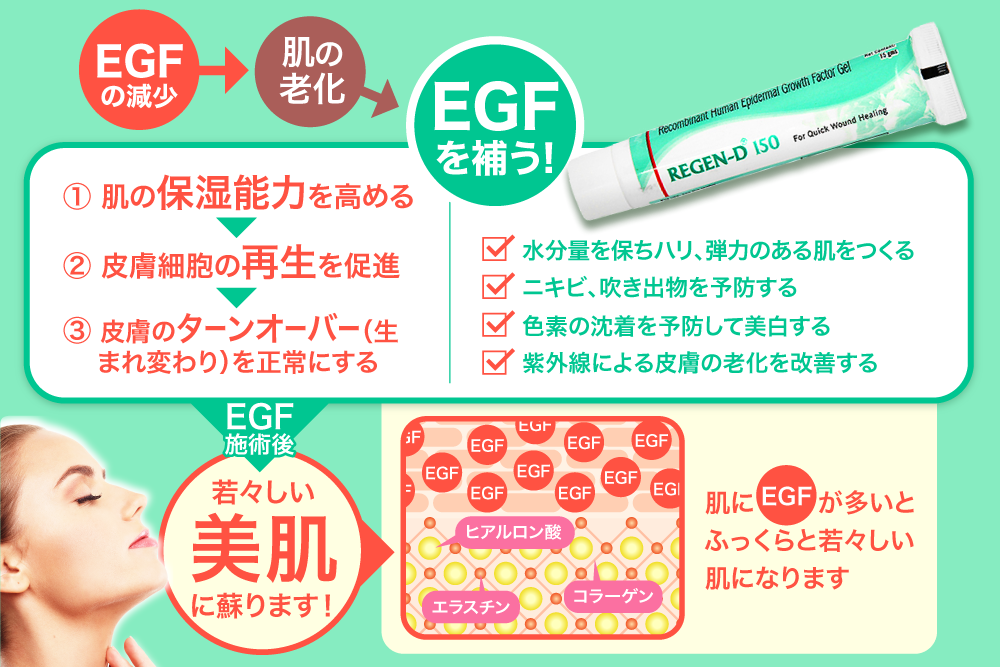 EGF
の減少
肌の
老化
EGF
を補う!
Net Content:
15 gms
Recombinant Human Epidermal Growth Factor Gel
REGEN-D® 150
For Quick Wound Healing
① 肌の保湿能力を高める
② 皮膚細胞の再生を促進
③ 皮膚のターンオーバー(生
まれ変わり)を正常にする
水分量を保ちハリ、弾力のある肌をつくる
ニキビ、吹き出物を予防する
色素の沈着を予防して美白する
紫外線による皮膚の老化を改善する
EGF
施術後
若々しい
美肌
に蘇ります!
GF EGF EGF EGF EGF
EGF EGF EGF
EGF EGF EG
ヒアルロン酸
エラスチン
コラーゲン
肌にEGFが多いと
ふっくらと若々しい
肌になります